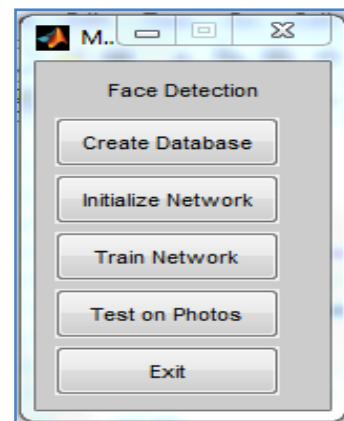 M..
Face Detection
Create Database
Initialize Network
Train Network
Test on Photos
Exit